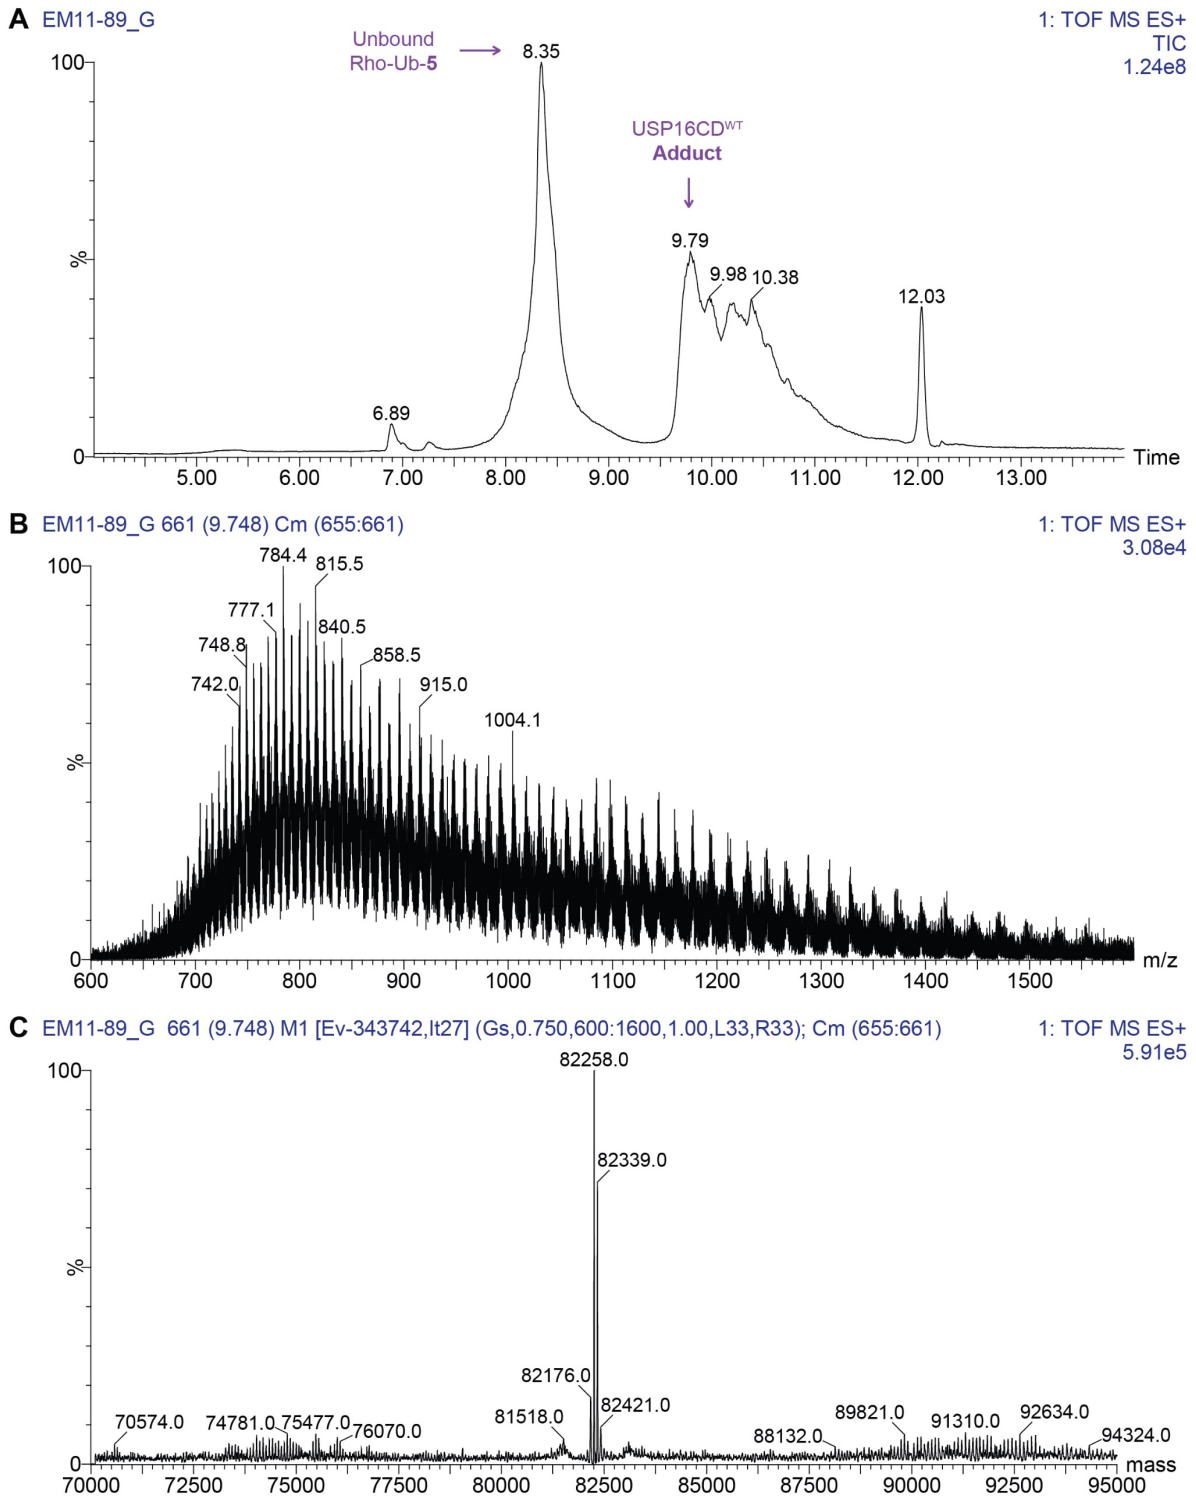 A EM11-89_G
1: TOF MS ES+
TIC
1.24e8
Unbound
Rho-Ub-5
8.35
USP16CDWT
Adduct
9.79
9.98 10.38
12.03
6.89
100
%
0
5.00 6.00 7.00 8.00 9.00 10.00 11.00 12.00 13.00
Time
B EM11-89_G 661 (9.748) Cm (655:661)
1: TOF MS ES+
3.08e4
784.4
815.5
777.1
840.5
748.8
858.5
742.0
915.0
1004.1
100
%
0
600 700 800 900 1000 1100 1200 1300 1400 1500
m/z
C EM11-89_G 661 (9.748) M1 [Ev-343742,It27] (Gs,0.750,600:1600,1.00,L33,R33); Cm (655:661)
1: TOF MS ES+
5.91e5
82258.0
82339.0
82176.0
82421.0
81518.0
70574.0 74781.0 75477.0 76070.0
88132.0 89821.0 91310.0 92634.0 94324.0
100
%
0
70000 72500 75000 77500 80000 82500 85000 87500 90000 92500 95000
mass